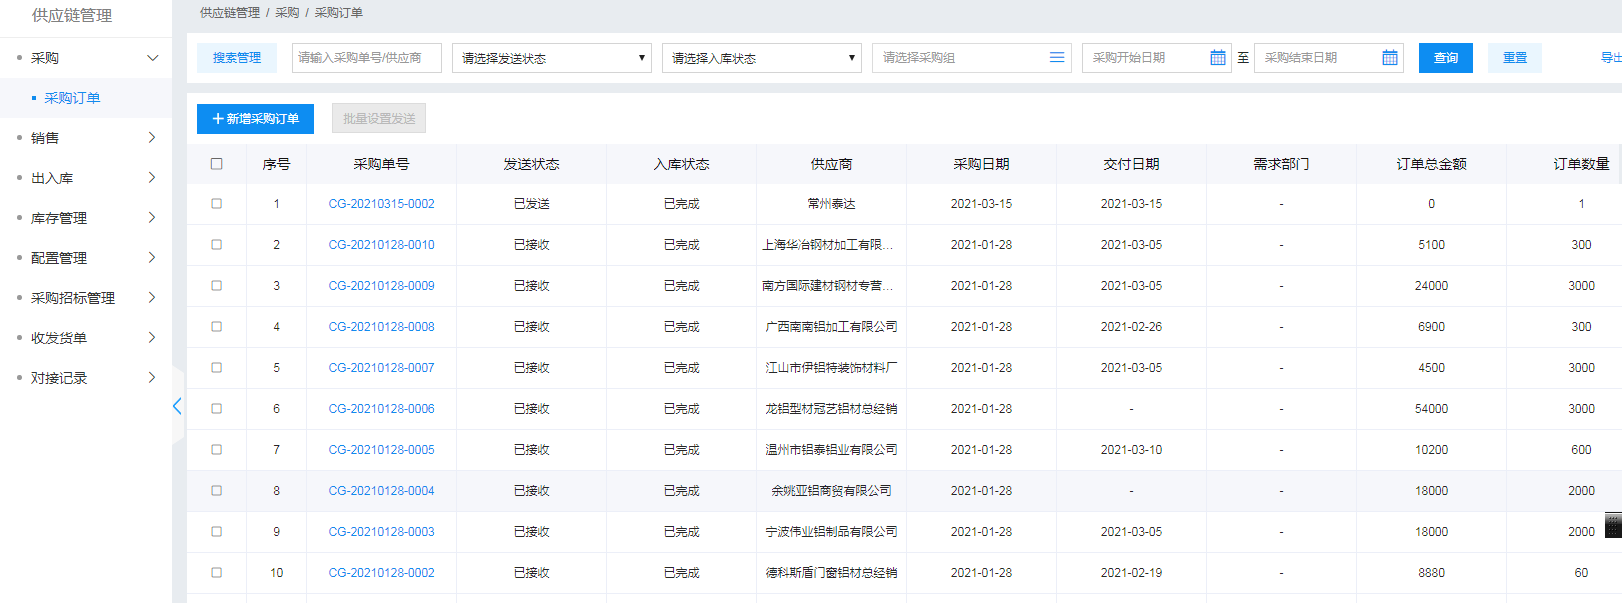 供应链管理
采购
采购订单
销售
出入库
库存管理
配置管理
采购招标管理
收发货单
对接记录
供应链管理 / 采购 / 采购订单
搜索管理 请输入采购单号/供应商 请选择发送状态 请选择入库状态 请选择采购组 采购开始日期 至 采购结束日期 查询 重置 导出
+新增采购订单 批量设置发送
序号 采购单号 发送状态 入库状态 供应商 采购日期 交付日期 需求部门 订单总金额 订单数量
1 CG-20210315-0002 已发送 已完成 常州泰达 2021-03-15 2021-03-15 - 0 1
2 CG-20210128-0010 已接收 已完成 上海华冶钢材加工有限... 2021-01-28 2021-03-05 - 5100 300
3 CG-20210128-0009 已接收 已完成 南方国际建材钢材专营... 2021-01-28 2021-03-05 - 24000 3000
4 CG-20210128-0008 已接收 已完成 广西南南铝加工有限公司 2021-01-28 2021-02-26 - 6900 300
5 CG-20210128-0007 已接收 已完成 江山市伊铝特装饰材料厂 2021-01-28 2021-03-05 - 4500 3000
6 CG-20210128-0006 已接收 已完成 龙铝型材冠艺铝材总经销 2021-01-28 - - 54000 3000
7 CG-20210128-0005 已接收 已完成 温州市铝泰铝业有限公司 2021-01-28 2021-03-10 - 10200 600
8 CG-20210128-0004 已接收 已完成 余姚亚铝商贸有限公司 2021-01-28 - - 18000 2000
9 CG-20210128-0003 已接收 已完成 宁波伟业铝制品有限公司 2021-01-28 2021-03-05 - 18000 2000
10 CG-20210128-0002 已接收 已完成 德科斯盾门窗铝材总经销 2021-01-28 2021-02-19 - 8880 60